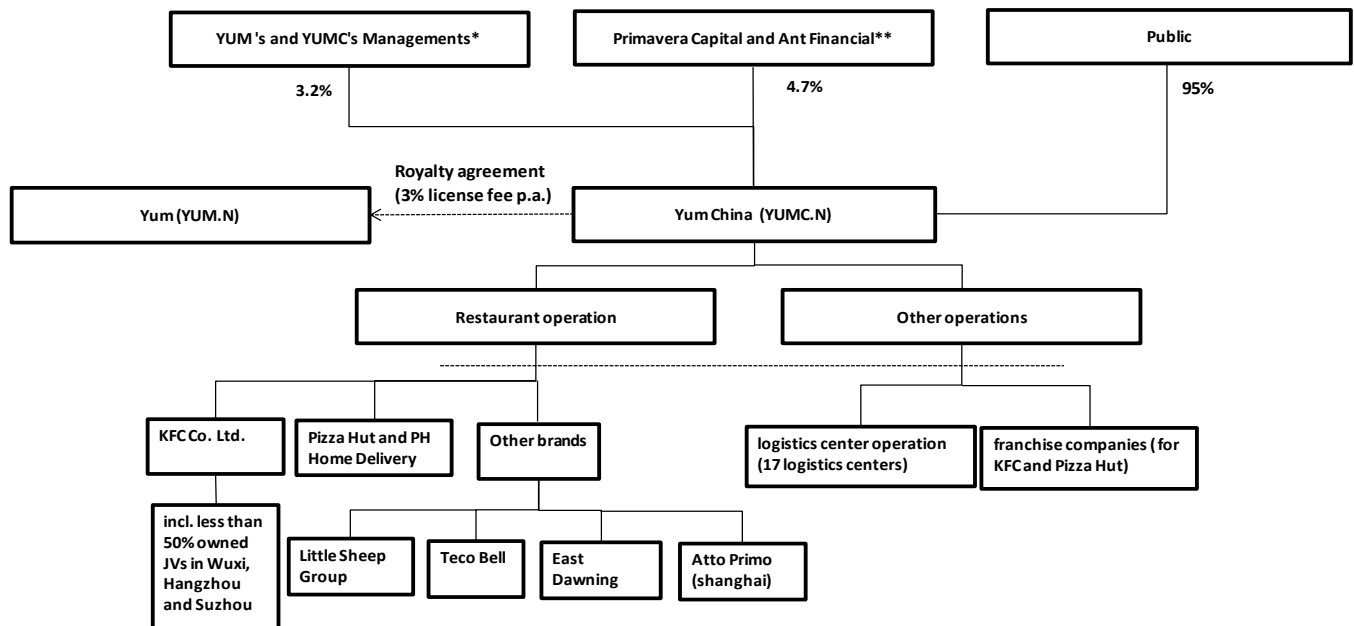 YUM 's and YUMC's Managements*
Primavera Capital and Ant Financial**
Public
3.2%
4.7%
95%
Royalty agreement
(3% license fee p.a.)
Yum (YUM.N)
Yum China (YUMC.N)
Restaurant operation
Other operations
KFC Co. Ltd.
Pizza Hut and PH
Home Delivery
Other brands
logistics center operation
(17 logistics centers)
franchise companies ( for
KFC and Pizza Hut)
incl. less than
50% owned
JVs in Wuxi,
Hangzhou
and Suzhou
Little Sheep
Group
Teco Bell
East
Dawning
Atto Primo
(shanghai)